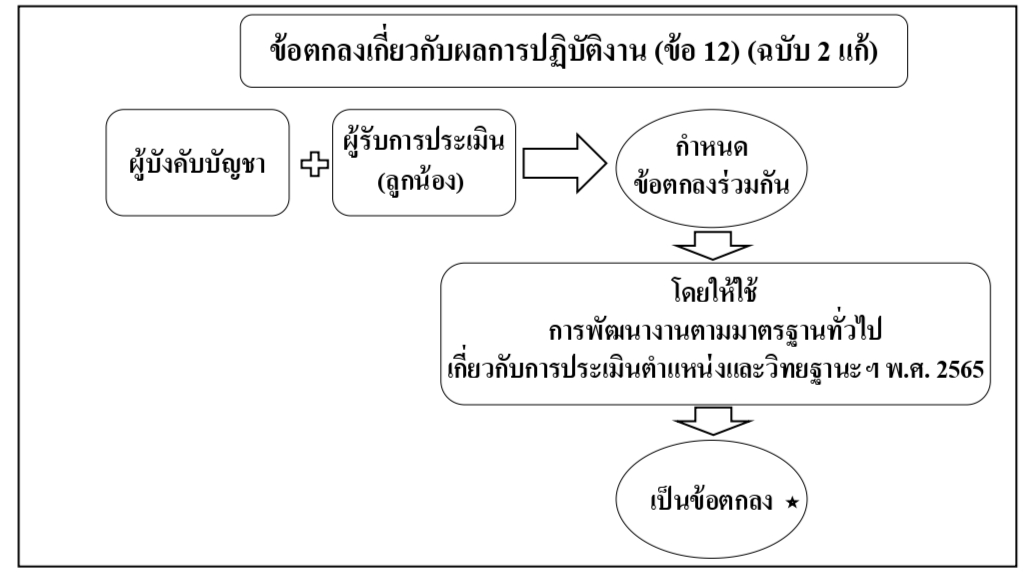 ข้อตกลงเกี่ยวกับผลการปฏิบัติงาน (ข้อ 12) (ฉบับ 2 แก้)
ผู้บังคับบัญชา
ผู้รับการประเมิน
(ลูกน้อง)
กำหนด
ข้อตกลงร่วมกัน
โดยให้ใช้
การพัฒนางานตามมาตรฐานทั่วไป
เกี่ยวกับการประเมินตำแหน่งและวิทยฐานะ ฯ พ.ศ. 2565
เป็นข้อตกลง ★